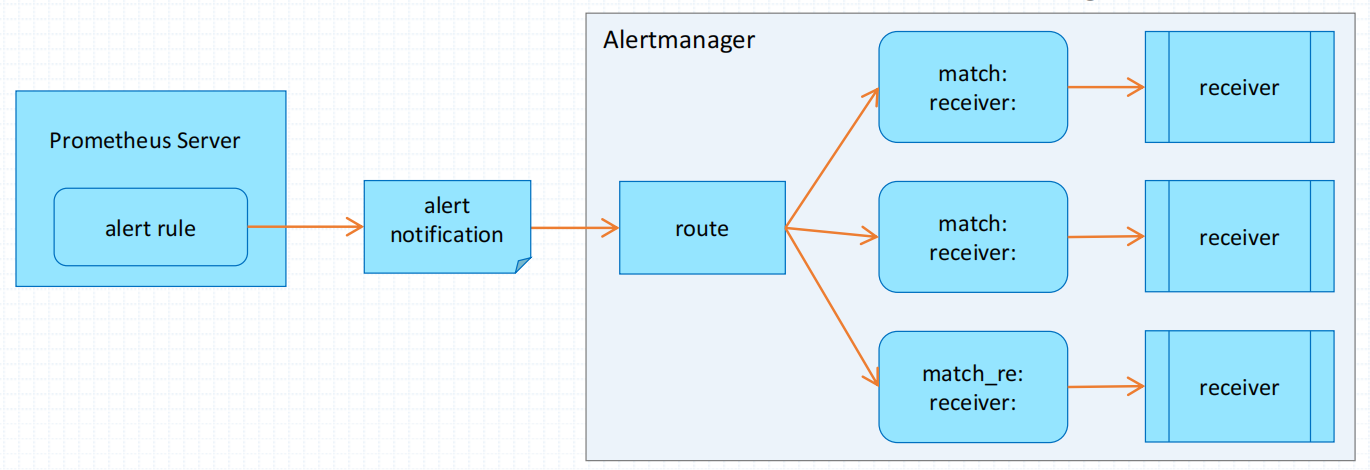 Alertmanager
Prometheus Server
alert rule
alert
notification
route
match:
receiver:
receiver
match:
receiver:
receiver
match_re:
receiver:
receiver